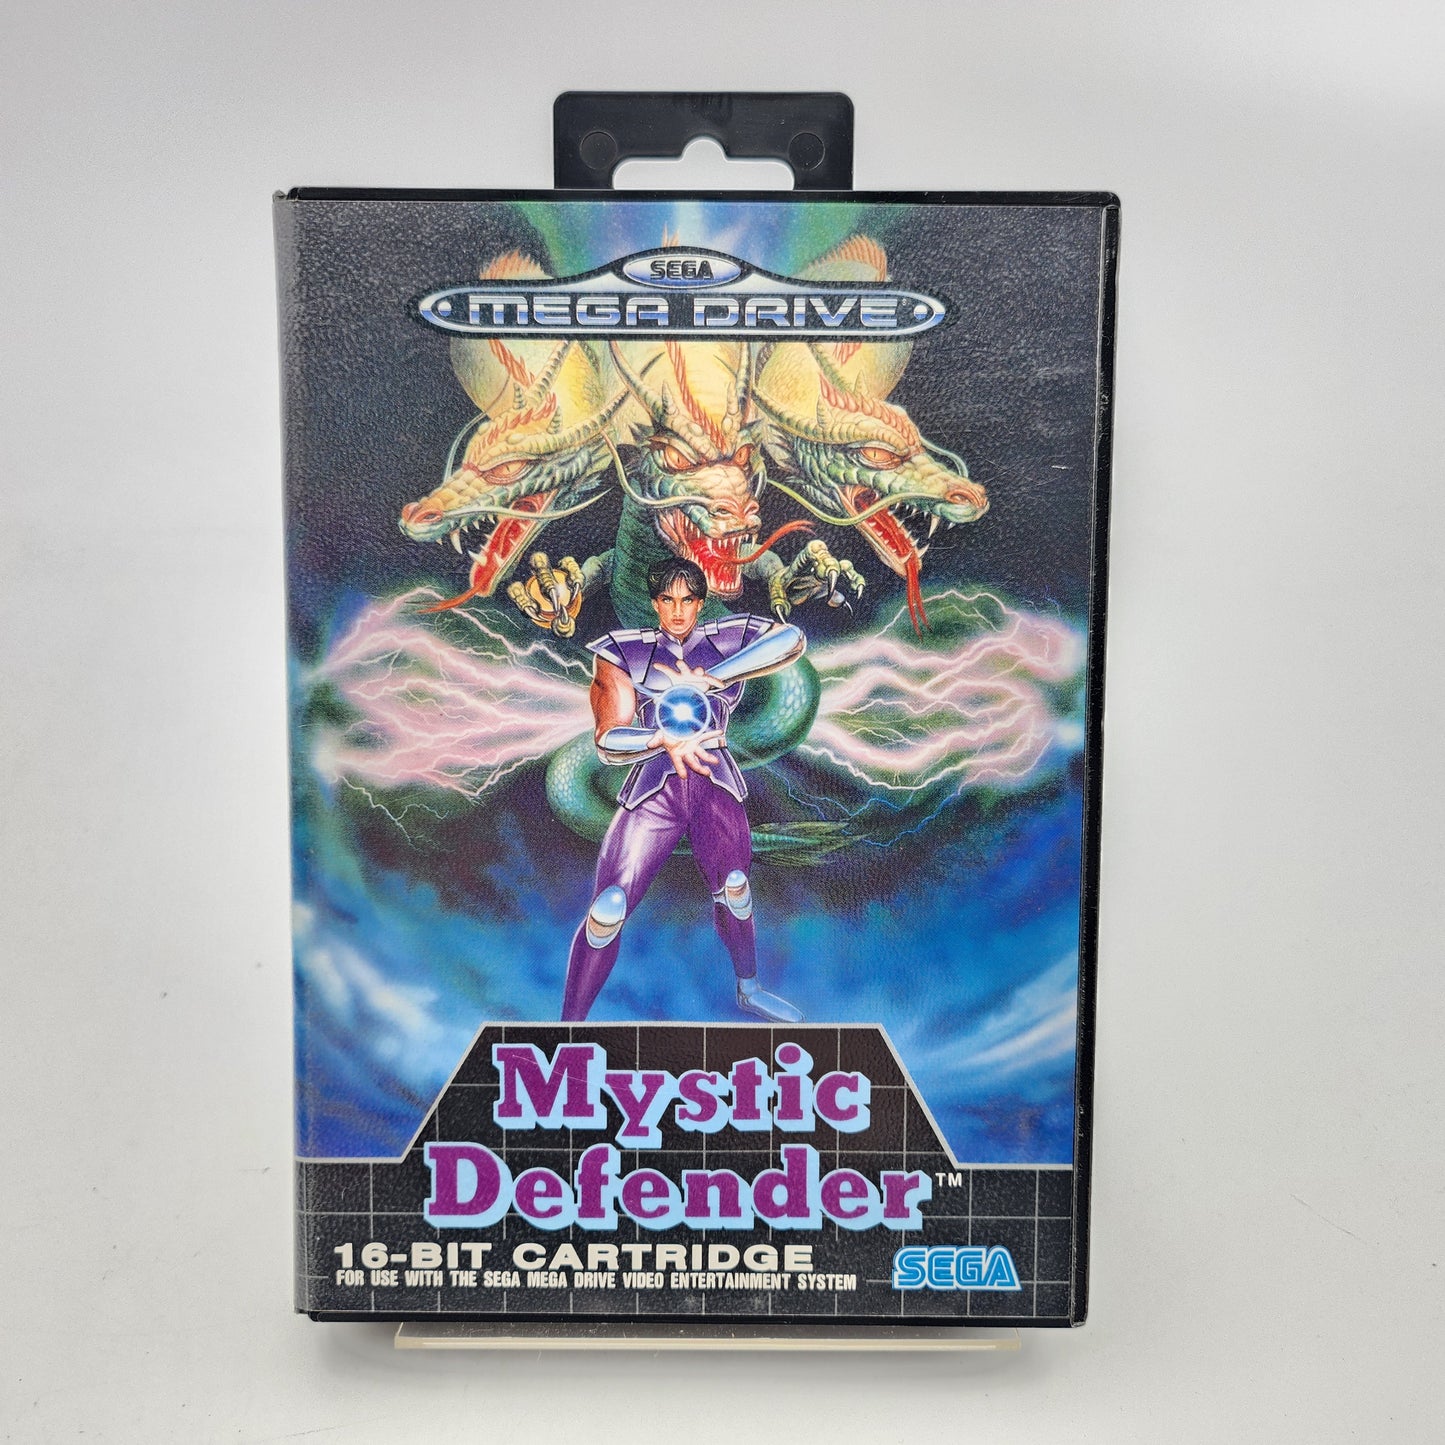 SEGA
MEGA DRIVE
Mystic
Defender™
16-BIT CARTRIDGE
FOR USE WITH THE SEGA MEGA DRIVE VIDEO ENTERTAINMENT SYSTEM
SEGA